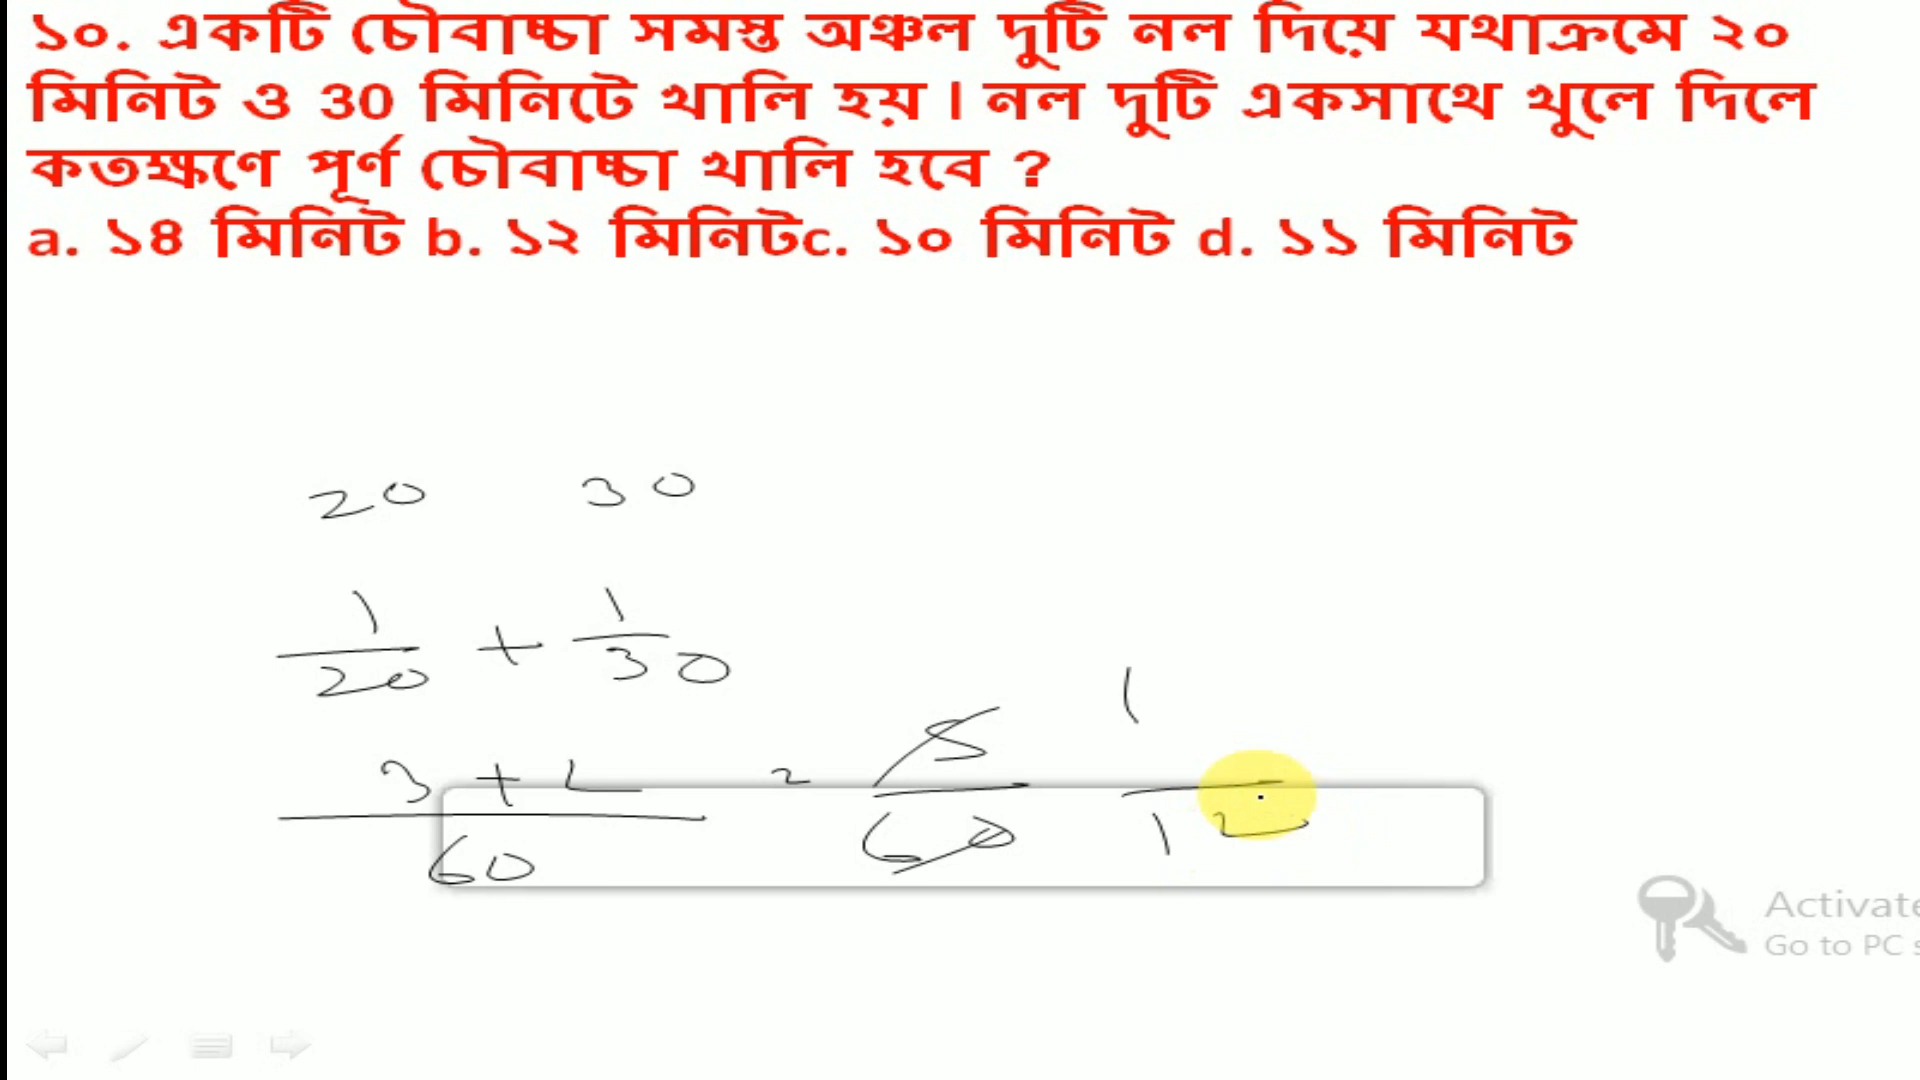 ১০. একটি চৌবাচ্চা সমস্ত অঞ্চল দুটি নল দিয়ে যথাক্রমে ২০
মিনিট ও 30 মিনিটে খালি হয়। নল দুটি একসাথে খুলে দিলে
কতক্ষণে পূর্ণ চৌবাচ্চা খালি হবে ?
a. ১৪ মিনিট b. ১২ মিনিটc. ১০ মিনিট d. ১১ মিনিট
20 30
1/20 + 1/30
3 + 2/60 = 5/60 1/12
Activate
Go to PC s